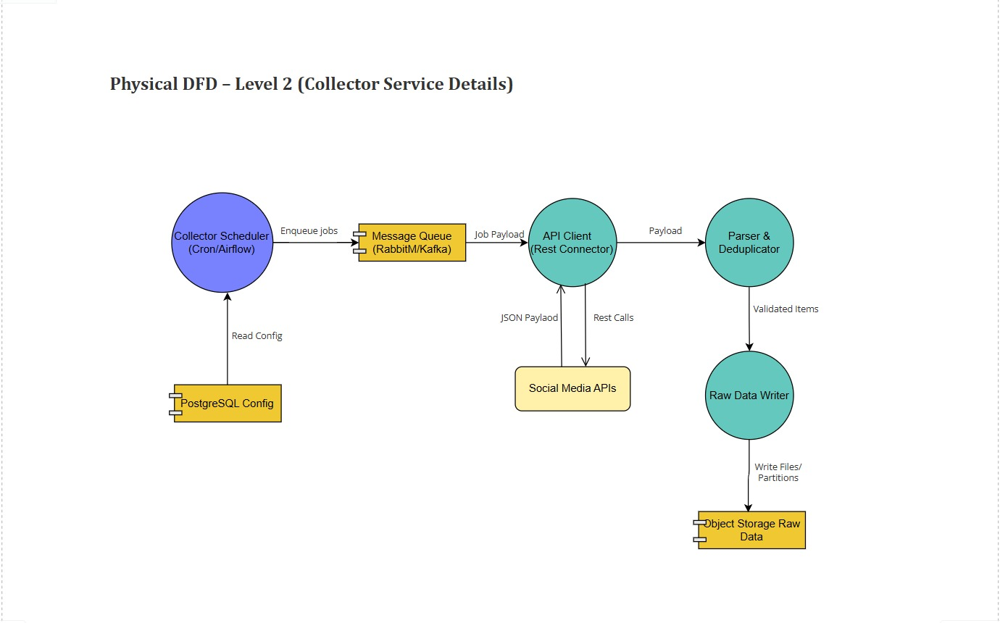 Physical DFD – Level 2 (Collector Service Details)
Collector Scheduler
(Cron/Airflow)
Enqueue jobs
Message Queue
(RabbitM/Kafka)
Job Payload
API Client
(Rest Connector)
Payload
Parser &
Deduplicator
Read Config
JSON Paylaod
Rest Calls
Validated Items
PostgreSQL Config
Social Media APIs
Raw Data Writer
Write Files/
Partitions
Object Storage Raw
Data